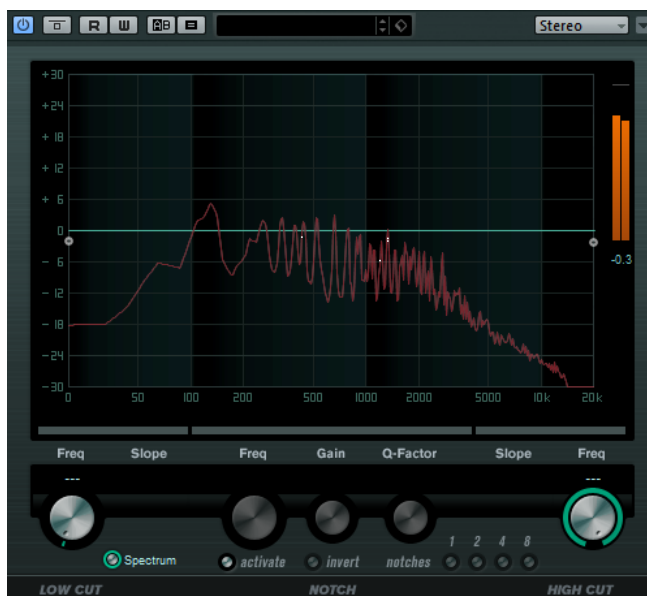 R W AB Stereo
+30
+24
+18
+12
+6
0
-6
-12
-18
-24
-30
-0.3
0 50 100 200 500 1000 2000 5000 10k 20k
Freq Slope Freq Gain Q-Factor Slope Freq
--- ---
1 2 4 8
Spectrum activate invert notches
LOW CUT NOTCH HIGH CUT